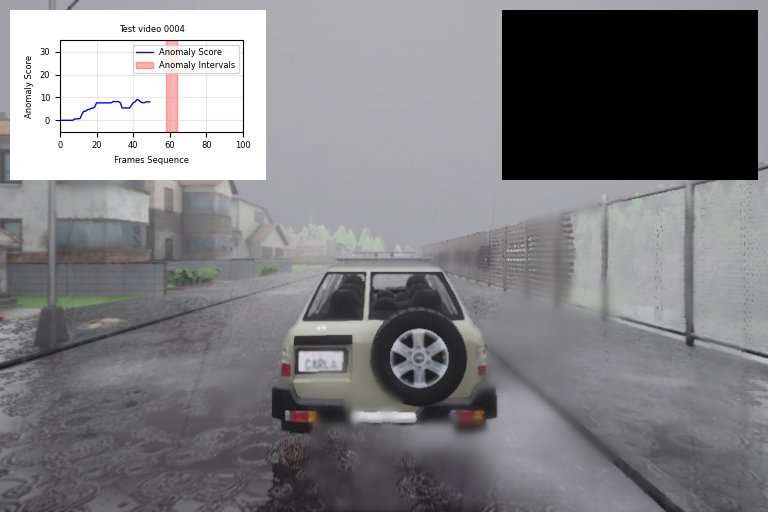 Test video 0004
Anomaly Score
30
20
10
0
Anomaly Score
Anomaly Intervals
0 20 40 60 80 100
Frames Sequence
CARLA